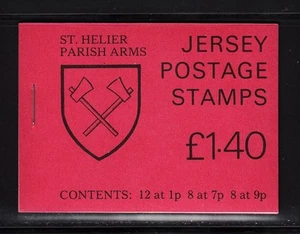 ST. HELIER
PARISH ARMS
JERSEY
POSTAGE
STAMPS
£1·40
CONTENTS: 12 at 1p 8 at 7p 8 at 9p